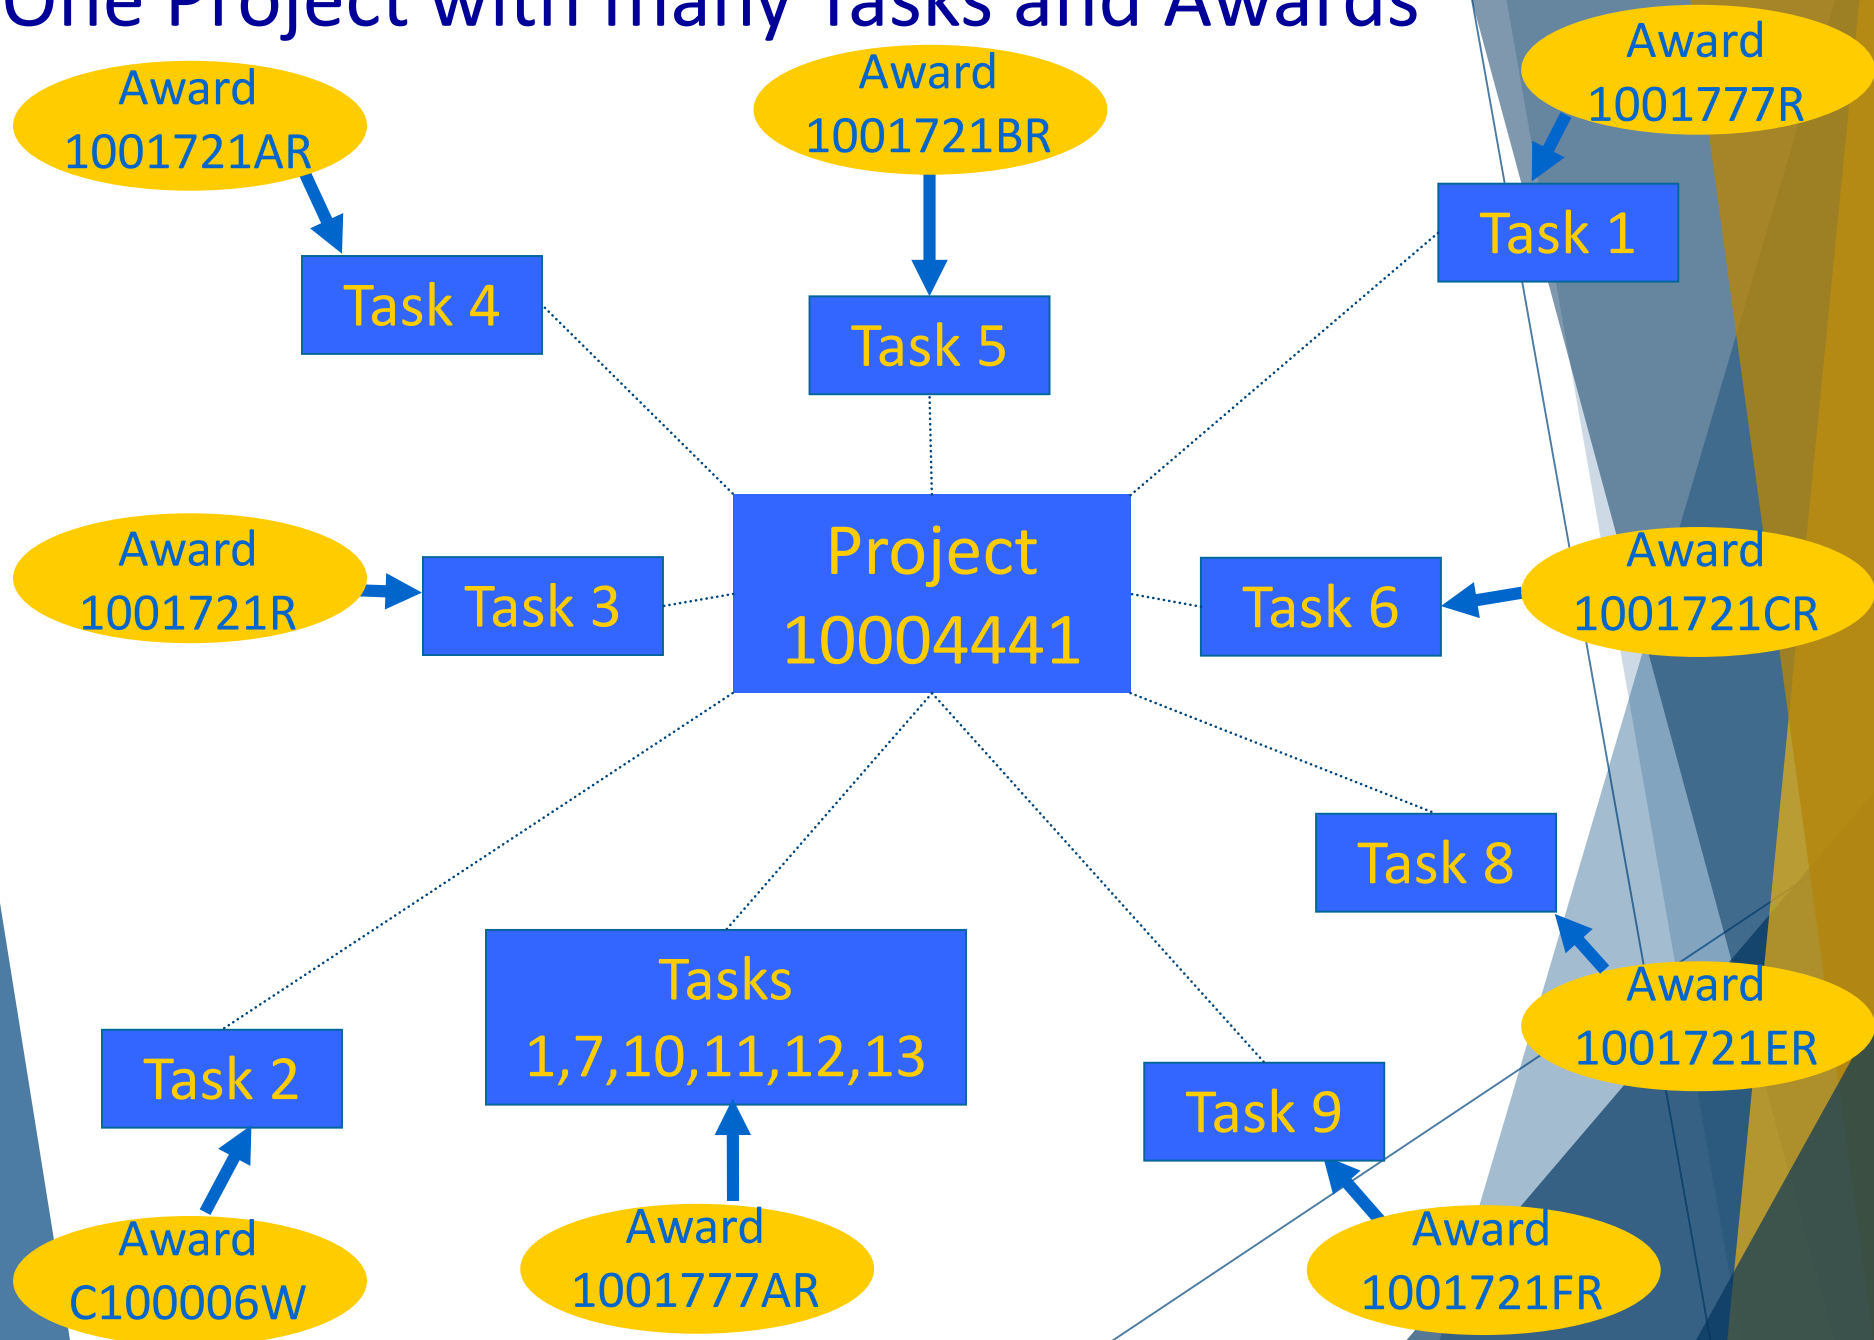 One Project with many Tasks and Awards
Award
1001721AR
Award
1001721BR
Award
1001777R
Task 4
Task 5
Task 1
Award
1001721R
Task 3
Project
10004441
Task 6
Award
1001721CR
Task 8
Award
1001721ER
Task 2
Tasks
1,7,10,11,12,13
Task 9
Award
C100006W
Award
1001777AR
Award
1001721FR